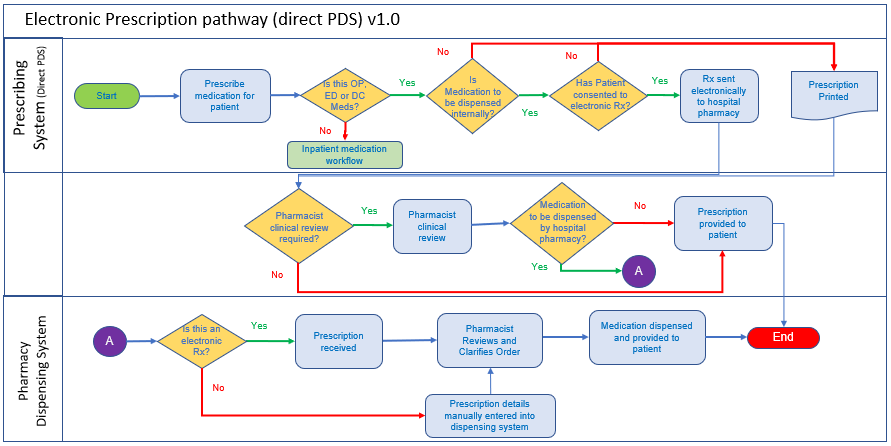 Electronic Prescription pathway (direct PDS) v1.0
Prescribing
System (Direct PDS)
Start
Prescribe
medication for
patient
Is this OP,
ED or DC
Meds?
Yes
No
Inpatient medication
workflow
Is
Medication to
be dispensed
internally?
No
Yes
Has Patient
consented to
electronic Rx?
No
Yes
Rx sent
electronically
to hospital
pharmacy
Prescription
Printed
Pharmacist
clinical review
required?
Yes
No
Pharmacist
clinical
review
Medication
to be dispensed
by hospital
pharmacy?
No
Yes
A
Prescription
provided to
patient
Pharmacy
Dispensing System
A
Is this an
electronic
Rx?
Yes
No
Prescription
received
Pharmacist
Reviews and
Clarifies Order
Prescription details
manually entered into
dispensing system
Medication dispensed
and provided to
patient
End